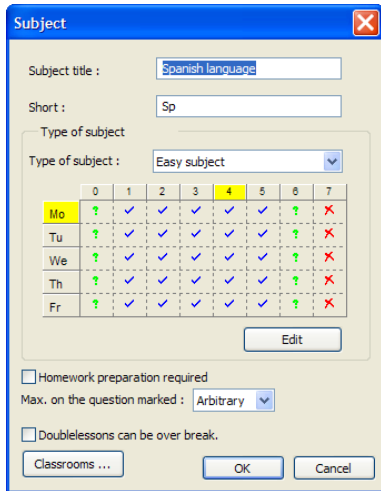 Subject
Subject title : Spanish language
Short : Sp
Type of subject
Type of subject : Easy subject
0 1 2 3 4 5 6 7
Mo ? ✓ ✓ ✓ ✓ ✓ ? ✗
Tu ? ✓ ✓ ✓ ✓ ✓ ? ✗
We ? ✓ ✓ ✓ ✓ ✓ ? ✗
Th ? ✓ ✓ ✓ ✓ ✓ ? ✗
Fr ? ✓ ✓ ✓ ✓ ✓ ? ✗
Edit
Homework preparation required
Max. on the question marked : Arbitrary
Doublelessons can be over break.
Classrooms ... OK Cancel